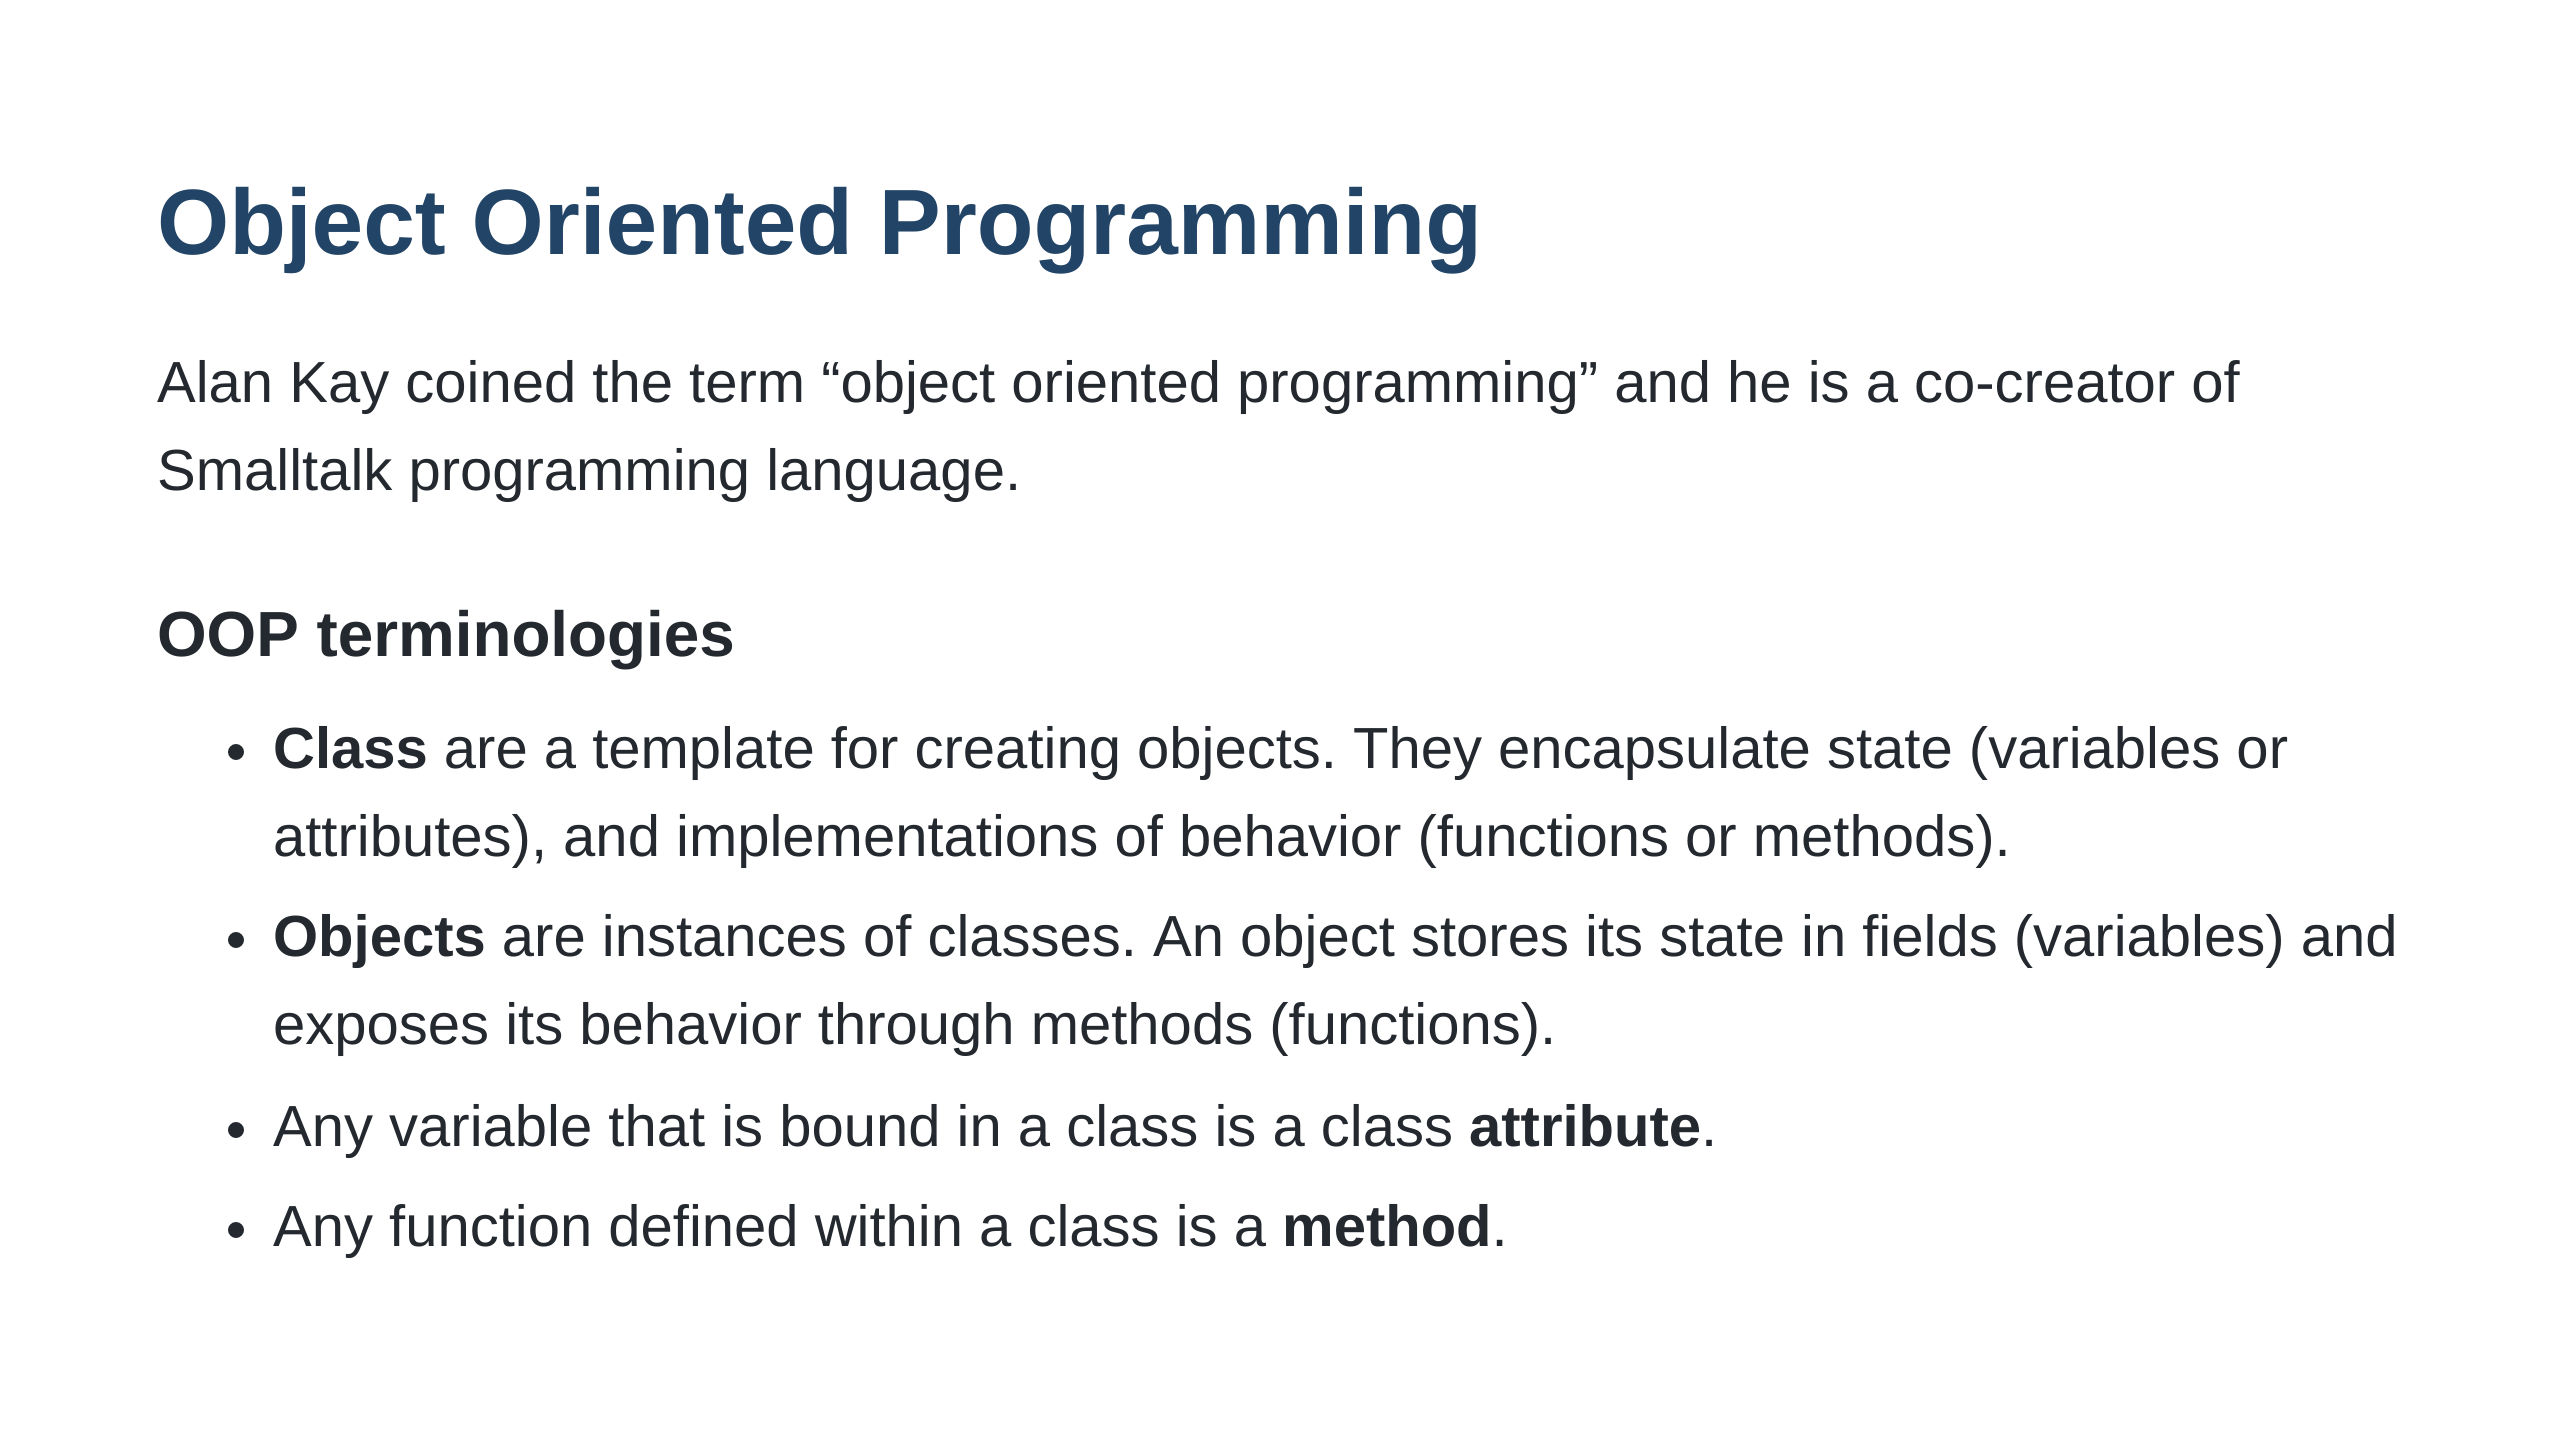 Object Oriented Programming
Alan Kay coined the term “object oriented programming” and he is a co-creator of
Smalltalk programming language.
OOP terminologies
• Class are a template for creating objects. They encapsulate state (variables or
attributes), and implementations of behavior (functions or methods).
• Objects are instances of classes. An object stores its state in fields (variables) and
exposes its behavior through methods (functions).
• Any variable that is bound in a class is a class attribute.
• Any function defined within a class is a method.